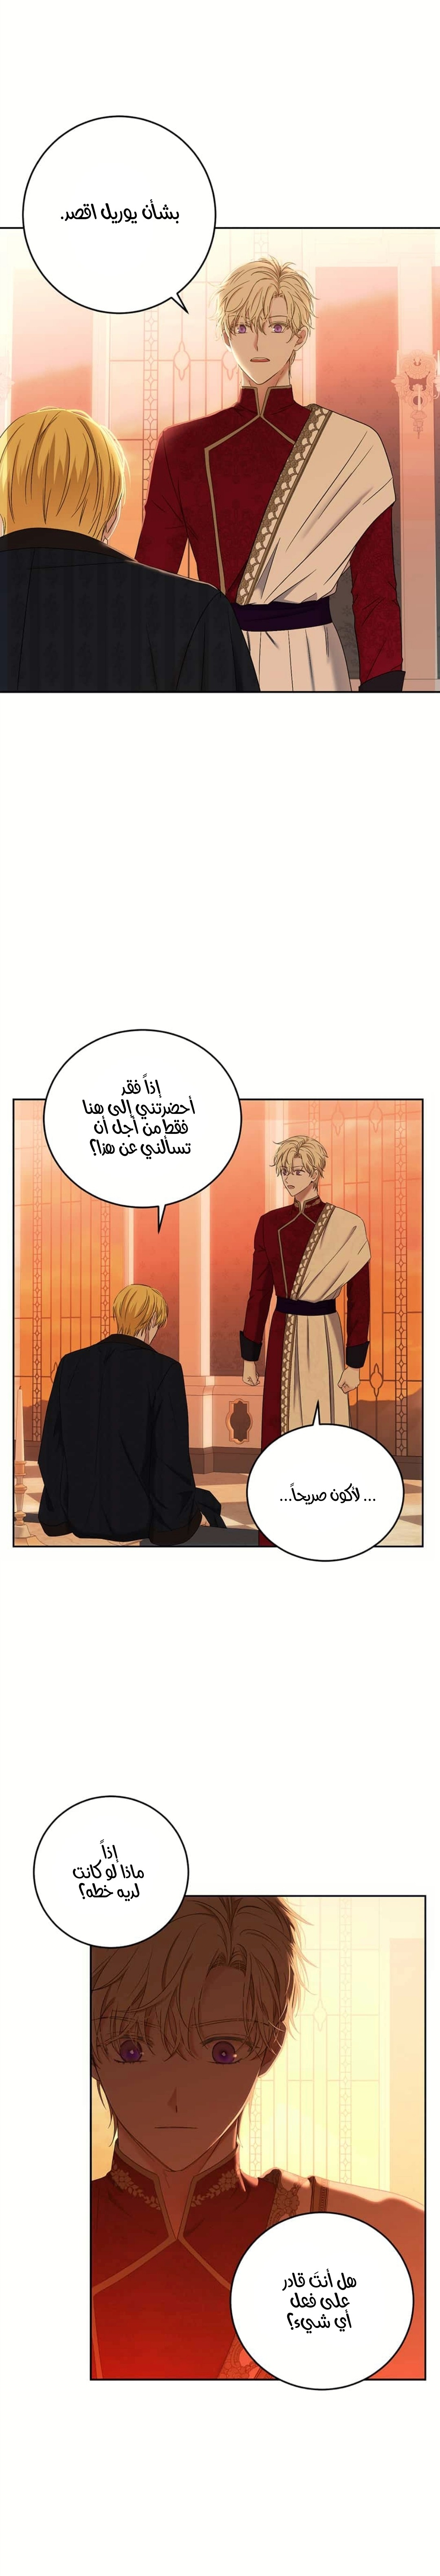 بشأن يوريل اقصد.
إذاً فقد
أحضرتني إلى هنا
فقط من أجل أن
تسألني عن هذا؟
... لأكون صريحاً...
إذاً
ماذا لو كانت
لديه خطه؟
هل أنتَ قادر
على فعل
أي شيء؟